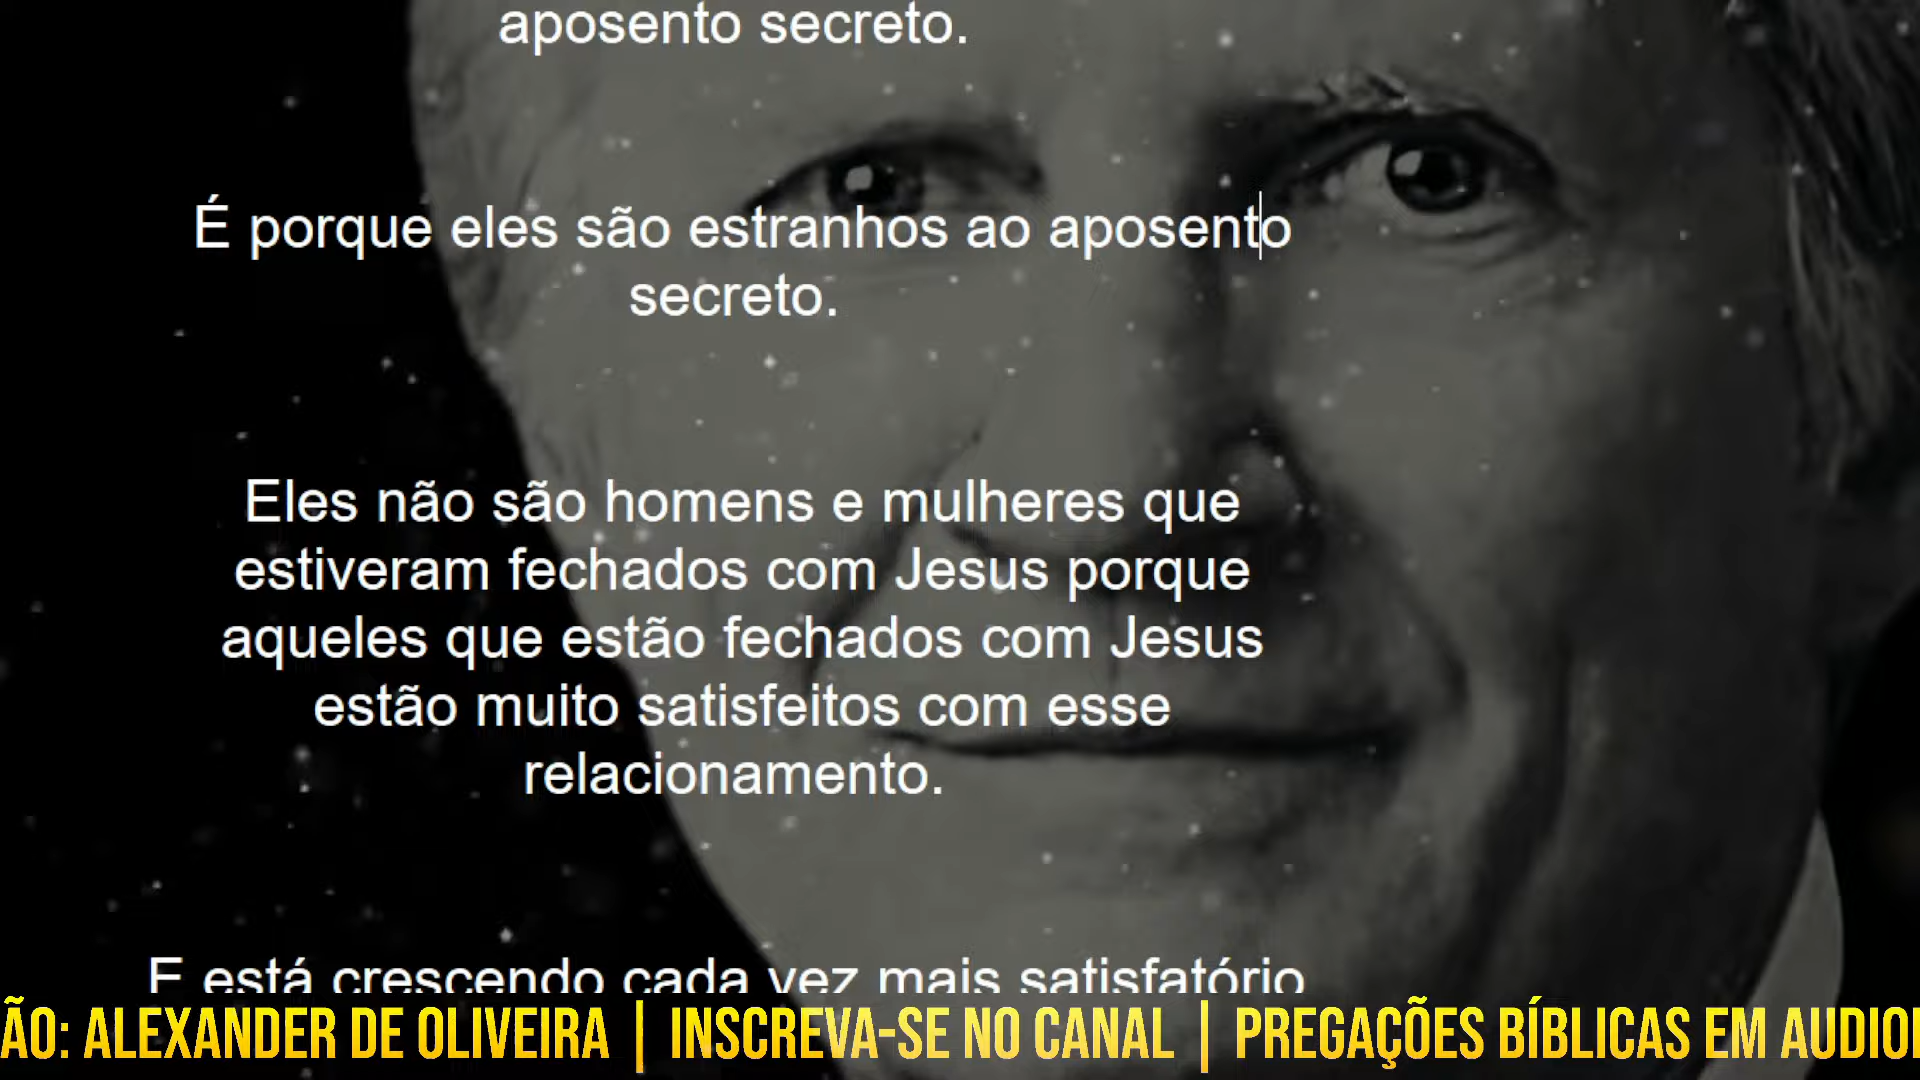 aposento secreto.
É porque eles são estranhos ao aposento
secreto.
Eles não são homens e mulheres que
estiveram fechados com Jesus porque
aqueles que estão fechados com Jesus
estão muito satisfeitos com esse
relacionamento.
E está crescendo cada vez mais satisfatório
ÃO: ALEXANDER DE OLIVEIRA | INSCREVA-SE NO CANAL | PREGAÇÕES BÍBLICAS EM AUDIO